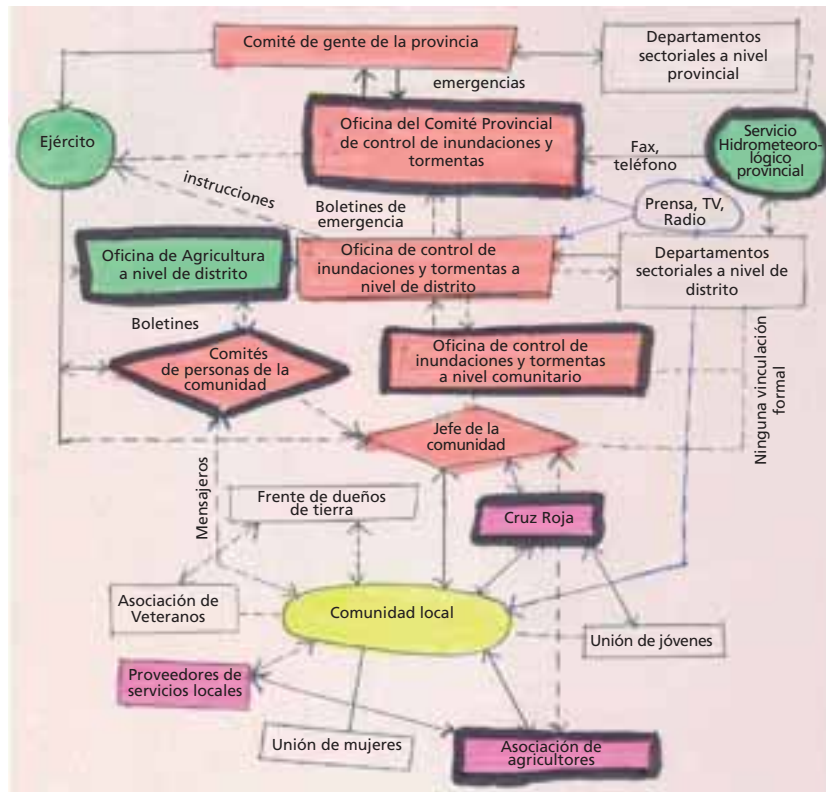 Comité de gente de la provincia
Departamentos
sectoriales a nivel
provincial
emergencias
Ejército
Oficina del Comité Provincial
de control de inundaciones y
tormentas
Fax,
teléfono
Servicio
Hidrometeoro-
lógico
provincial
instrucciones
Boletines de
emergencia
Prensa, TV,
Radio
Oficina de Agricultura
a nivel de distrito
Oficina de control de
inundaciones y tormentas a
nivel de distrito
Departamentos
sectoriales a nivel de
distrito
Boletines
Comités
de personas de la
comunidad
Oficina de control de
inundaciones y tormentas
a nivel comunitario
Ninguna vinculación
formal
Jefe de la
comunidad
Mensajeros
Frente de dueños
de tierra
Cruz Roja
Asociación de
Veteranos
Comunidad local
Unión de jóvenes
Proveedores de
servicios locales
Unión de mujeres
Asociación de
agricultores